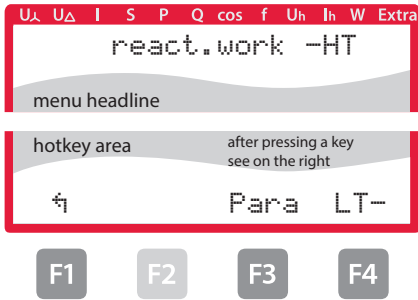 U⅄ U△ I S P Q cos f Uh Ih W Extra
react.work -HT
menu headline
hotkey area
after pressing a key
see on the right
↰ Para LT-
F1 F2 F3 F4